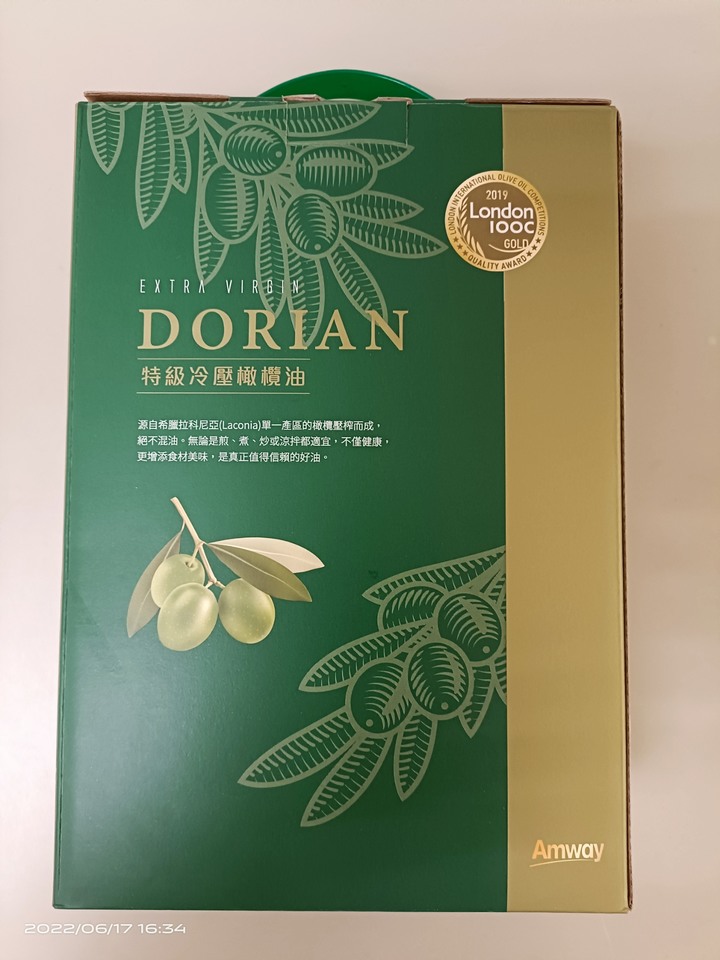 LONDON INTERNATIONAL OLIVE OIL COMPETITIONS
2019
London
IOOC
GOLD
QUALITY AWARD
EXTRA VIRGIN
DORIAN
特級冷壓橄欖油
源自希臘拉科尼亞(Laconia)單一產區的橄欖壓榨而成，
絕不混油。無論是煎、煮、炒或涼拌都適宜，不僅健康，
更增添食材美味，是真正值得信賴的好油。
Amway
2022/06/17 16:34